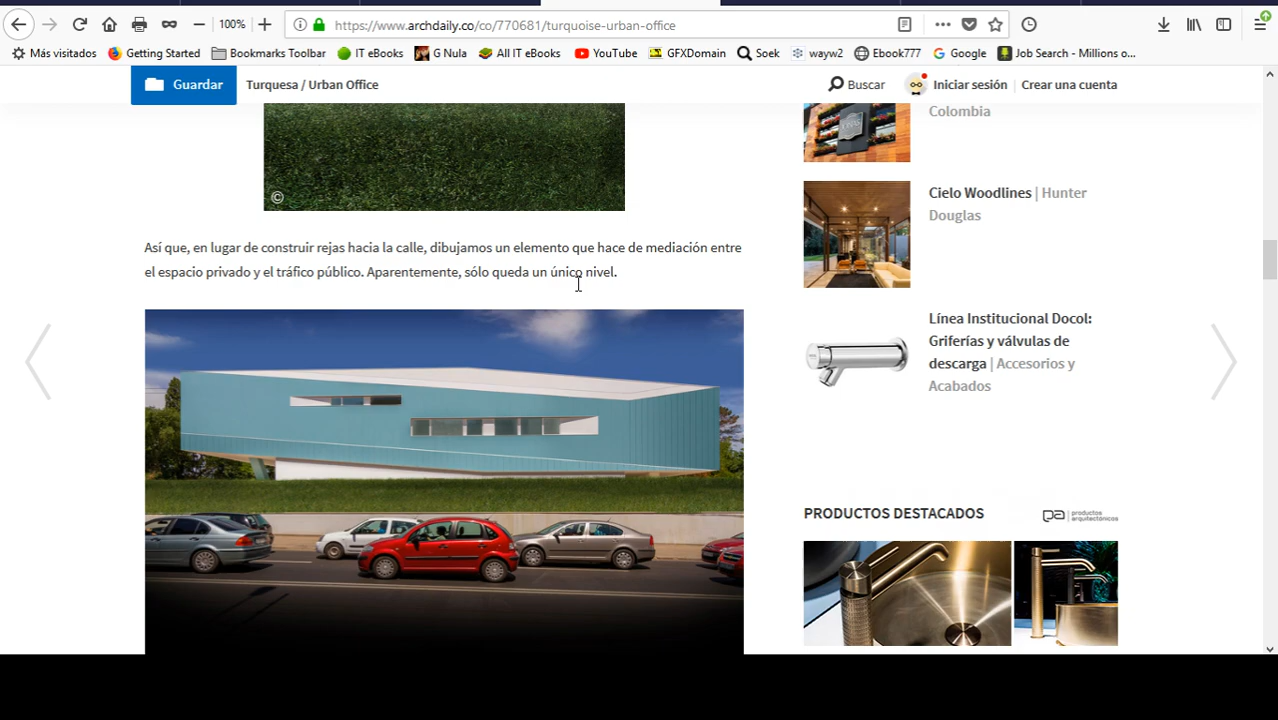 100%
https://www.archdaily.co/co/770681/turquoise-urban-office
Más visitados Getting Started Bookmarks Toolbar IT eBooks G Nula All IT eBooks YouTube GFXDomain Soek wayw2 Ebook777 Google Job Search - Millions o...
Guardar Turquesa / Urban Office Buscar Iniciar sesión Crear una cuenta
Colombia
©
Cielo Woodlines | Hunter
Douglas
Así que, en lugar de construir rejas hacia la calle, dibujamos un elemento que hace de mediación entre
el espacio privado y el tráfico público. Aparentemente, sólo queda un único nivel.
Línea Institucional Docol:
Griferías y válvulas de
descarga | Accesorios y
Acabados
PRODUCTOS DESTACADOS
pa productos
arquitectónicos